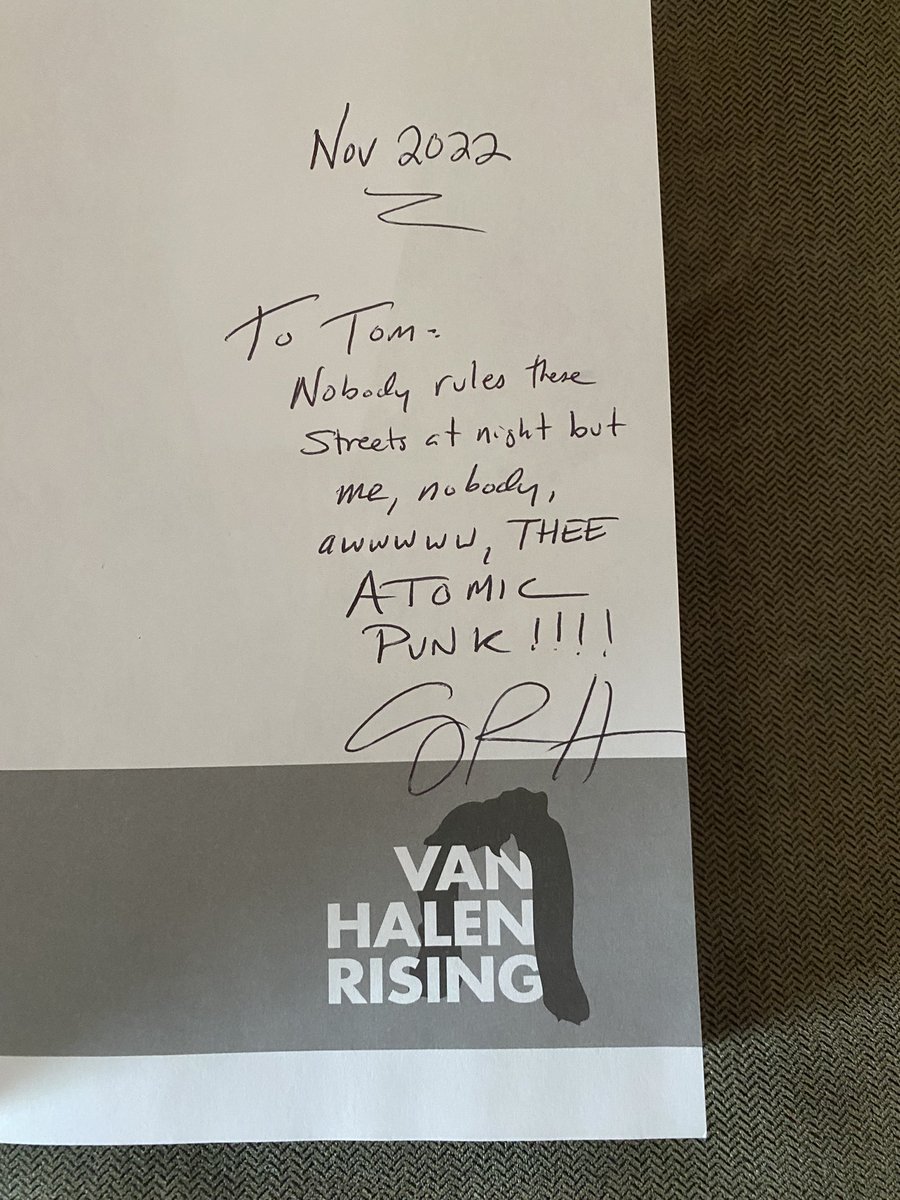 Nov 2022
To Tom-
Nobody rules these
Streets at night but
me, nobody,
awwwww, THEE
ATOMIC
PUNK!!!!
GRA
VAN
HALEN
RISING